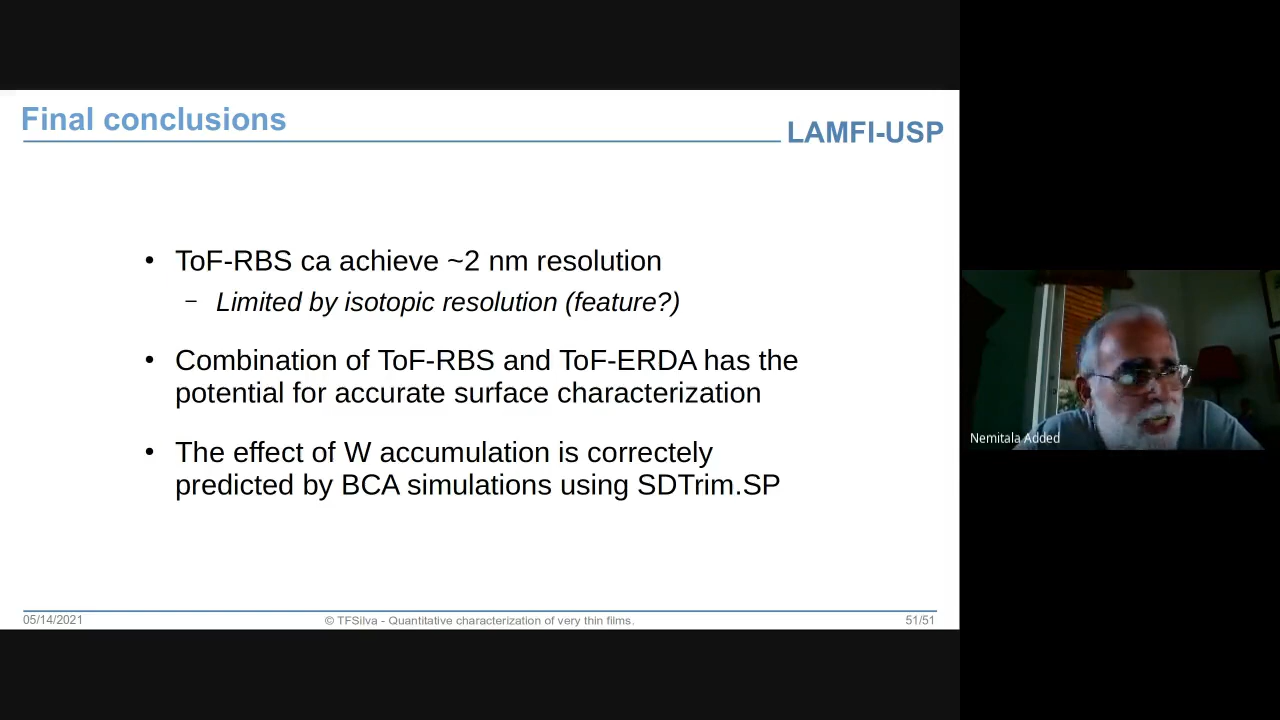 Final conclusions
LAMFI-USP
• ToF-RBS ca achieve ~2 nm resolution
– Limited by isotopic resolution (feature?)
• Combination of ToF-RBS and ToF-ERDA has the
potential for accurate surface characterization
• The effect of W accumulation is correctely
predicted by BCA simulations using SDTrim.SP
Nemitala Added
05/14/2021
© TFSilva - Quantitative characterization of very thin films.
51/51